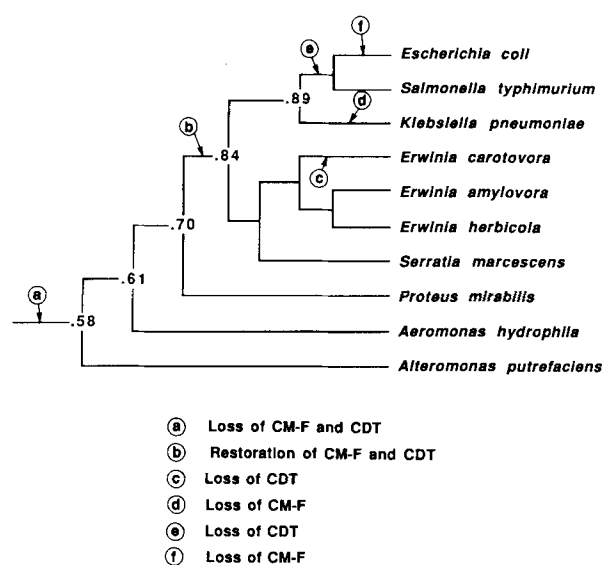 f
Escherichia coli
e
Salmonella typhimurium
.89
d
Klebsiella pneumoniae
b
.84
Erwinia carotovora
c
Erwinia amylovora
Erwinia herbicola
.70
Serratia marcescens
.61
Proteus mirabilis
a
.58
Aeromonas hydrophila
Alteromonas putrefaciens
a Loss of CM-F and CDT
b Restoration of CM-F and CDT
c Loss of CDT
d Loss of CM-F
e Loss of CDT
f Loss of CM-F